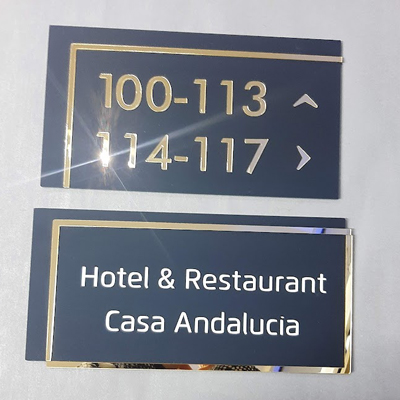 100-113
114-117
Hotel & Restaurant
Casa Andalucia